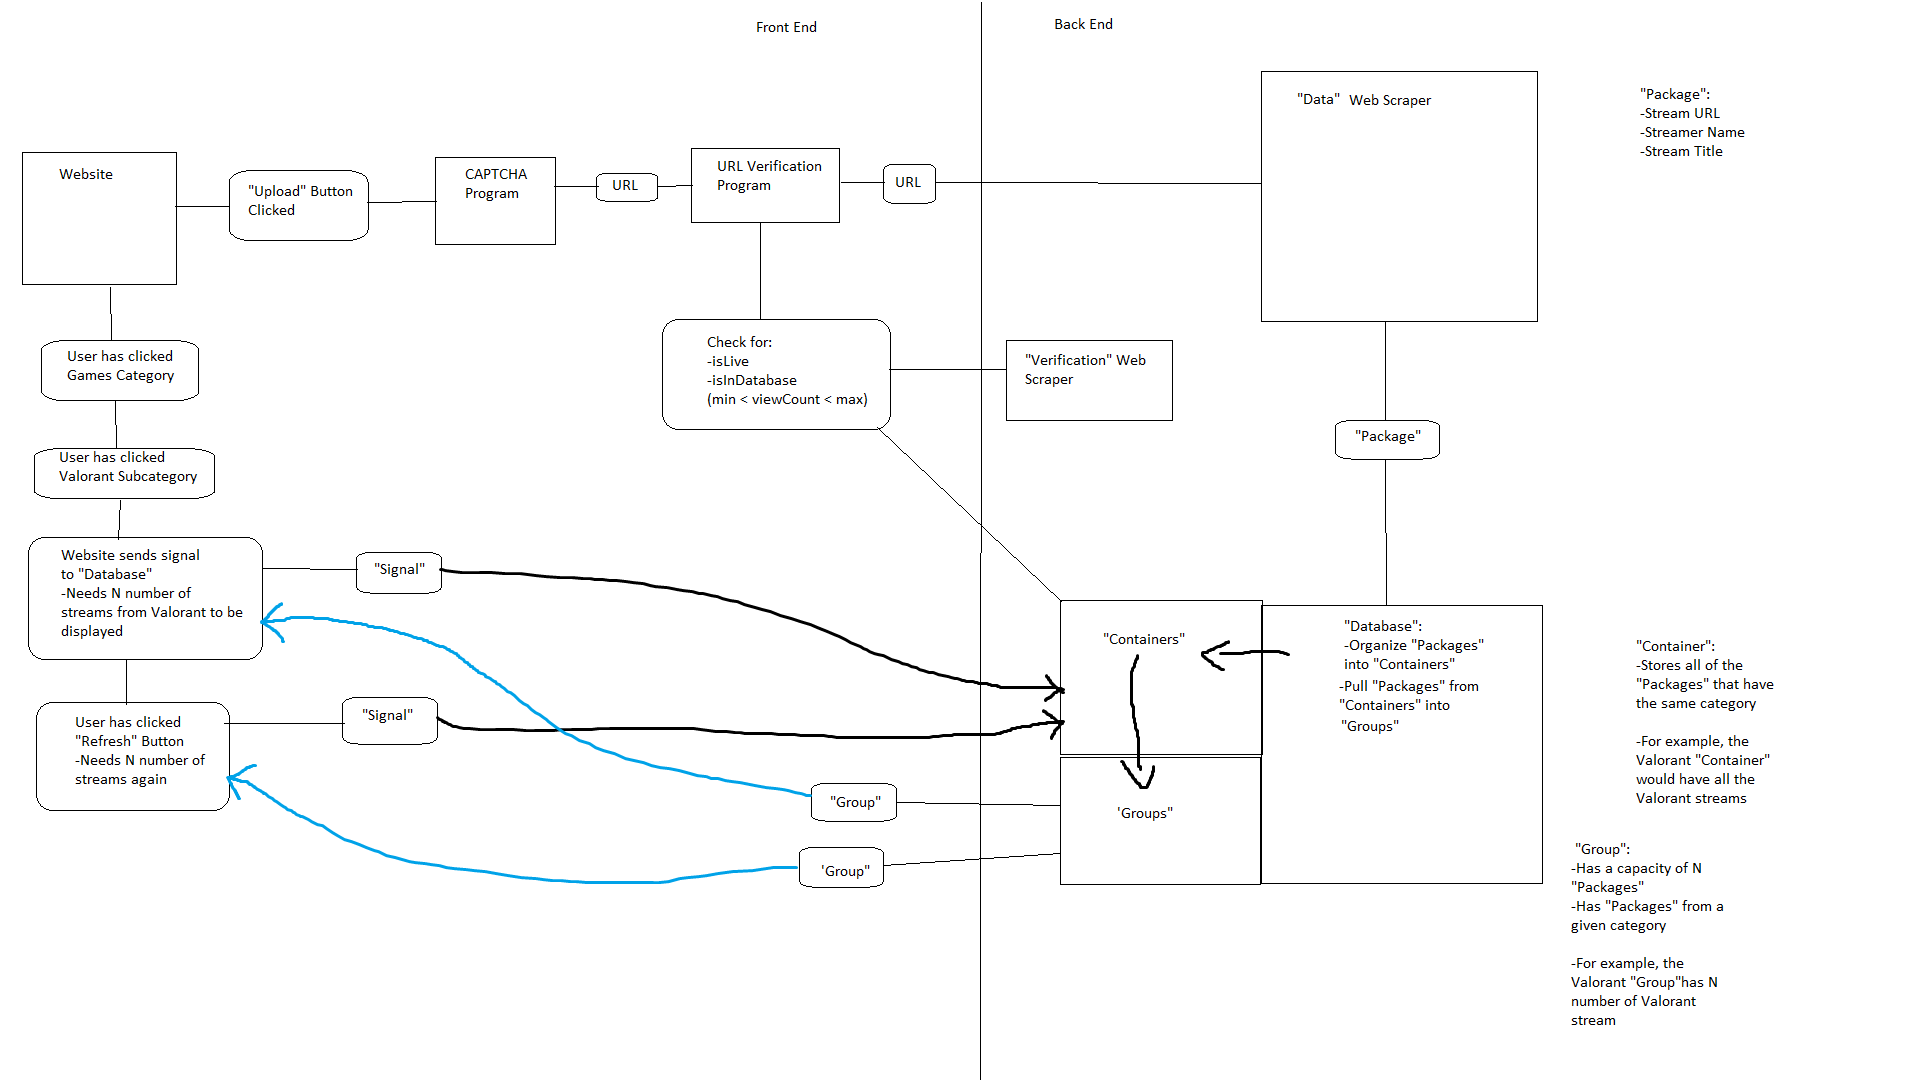 Front End
Back End
"Data" Web Scraper
"Package":
-Stream URL
-Streamer Name
-Stream Title
Website
"Upload" Button
Clicked
CAPTCHA
Program
URL
URL Verification
Program
URL
User has clicked
Games Category
Check for:
-isLive
-isInDatabase
(min < viewCount < max)
"Verification" Web
Scraper
"Package"
User has clicked
Valorant Subcategory
Website sends signal
to "Database"
-Needs N number of
streams from Valorant to be
displayed
"Signal"
"Containers"
"Database":
-Organize "Packages"
into "Containers"
-Pull "Packages" from
"Containers" into
"Groups"
"Container":
-Stores all of the
"Packages" that have
the same category
-For example, the
Valorant "Container"
would have all the
Valorant streams
User has clicked
"Refresh" Button
-Needs N number of
streams again
"Signal"
"Group"
'Group"
'Groups"
"Group":
-Has a capacity of N
"Packages"
-Has "Packages" from a
given category
-For example, the
Valorant "Group"has N
number of Valorant
stream